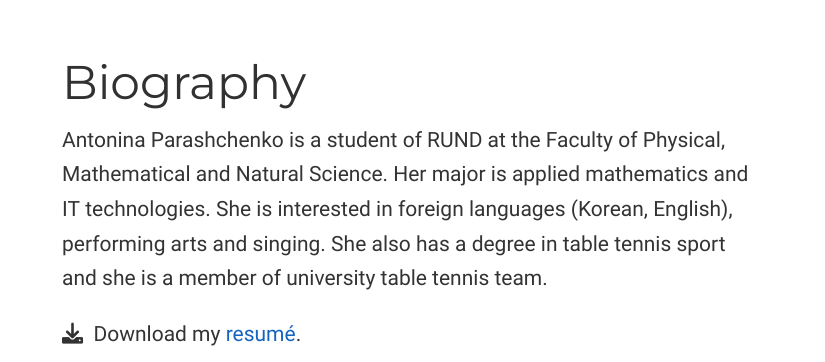 Biography
Antonina Parashchenko is a student of RUND at the Faculty of Physical,
Mathematical and Natural Science. Her major is applied mathematics and
IT technologies. She is interested in foreign languages (Korean, English),
performing arts and singing. She also has a degree in table tennis sport
and she is a member of university table tennis team.
Download my resumé.